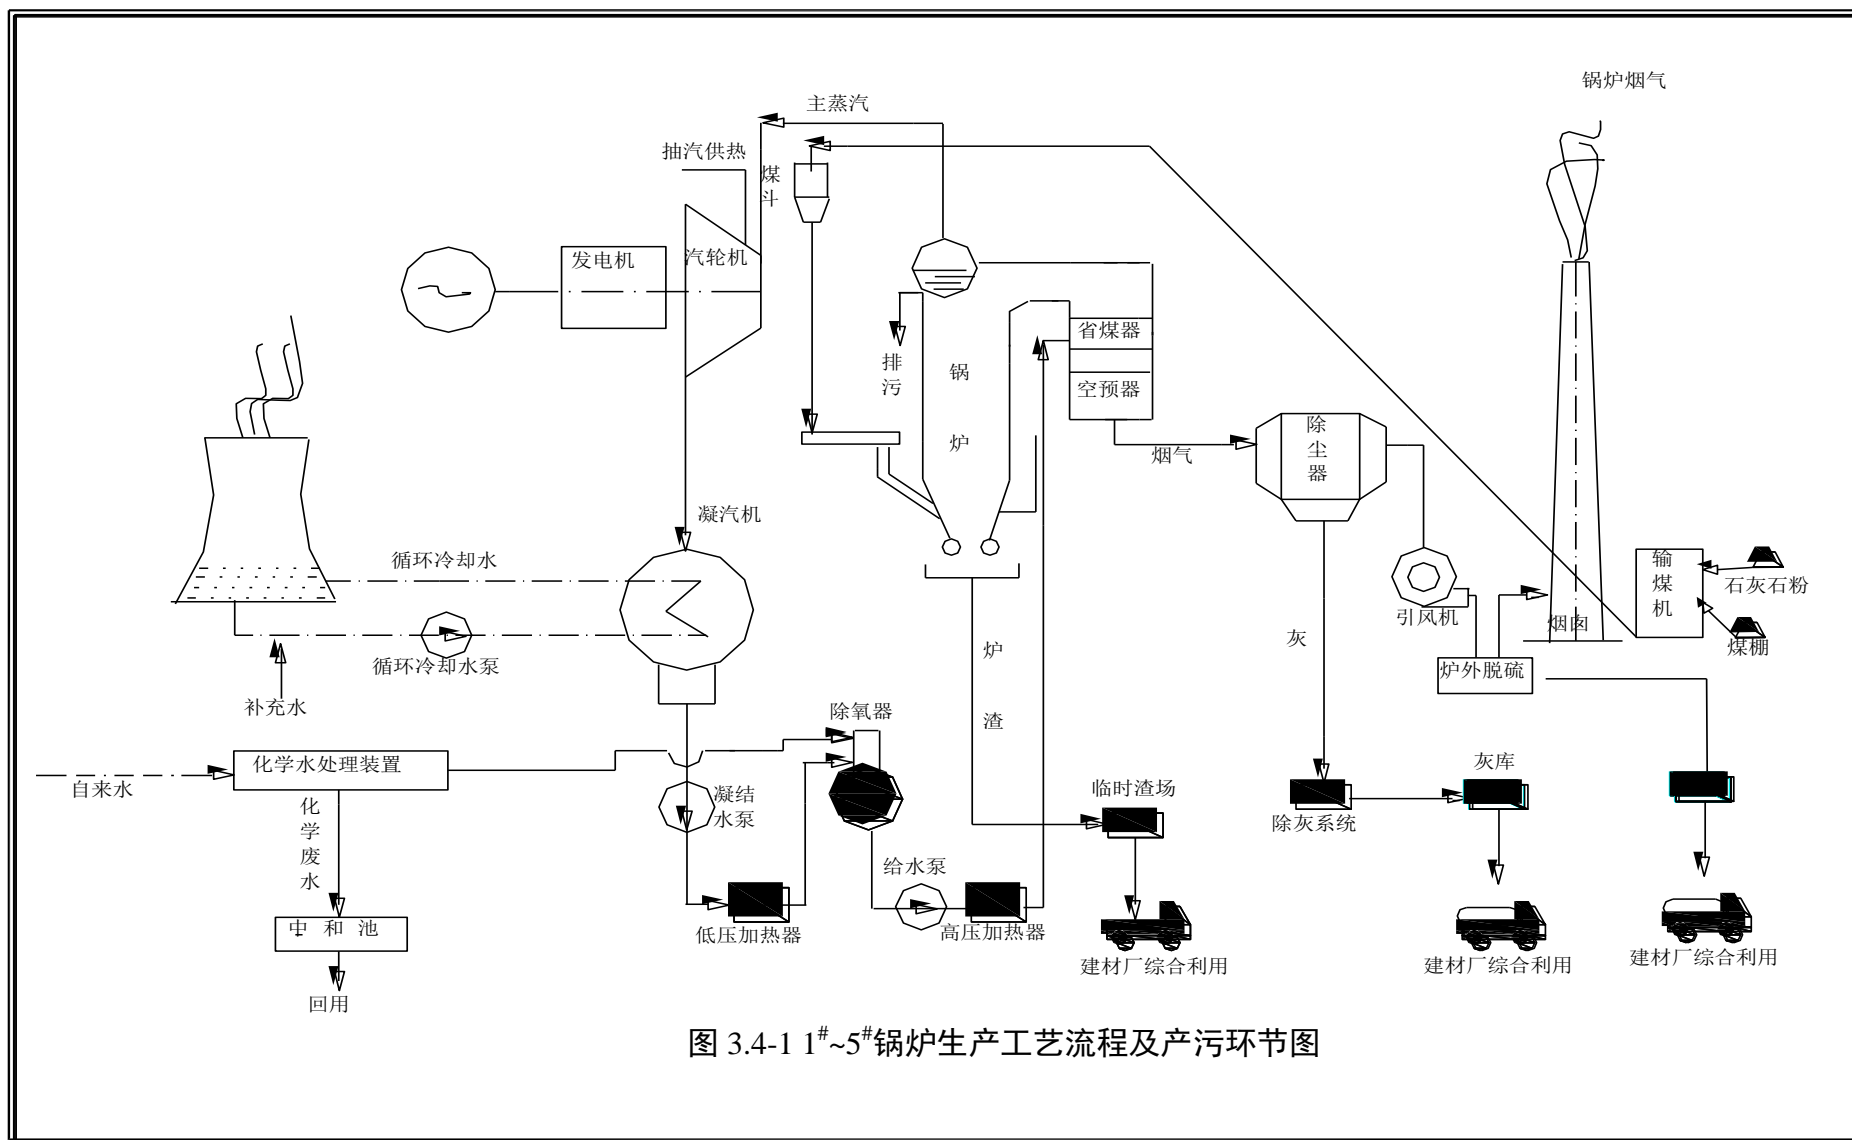 锅炉烟气
主蒸汽
抽汽供热
煤斗
发电机
汽轮机
省煤器
排污
锅炉
空预器
除尘器
烟气
凝汽机
循环冷却水
输煤机
石灰石粉
引风机
烟囱
灰
煤棚
炉渣
循环冷却水泵
炉外脱硫
补充水
除氧器
化学水处理装置
灰库
自来水
临时渣场
凝结水泵
化学废水
除灰系统
给水泵
中和池
低压加热器
高压加热器
建材厂综合利用
建材厂综合利用
建材厂综合利用
回用
图 3.4-1 1#~5#锅炉生产工艺流程及产污环节图